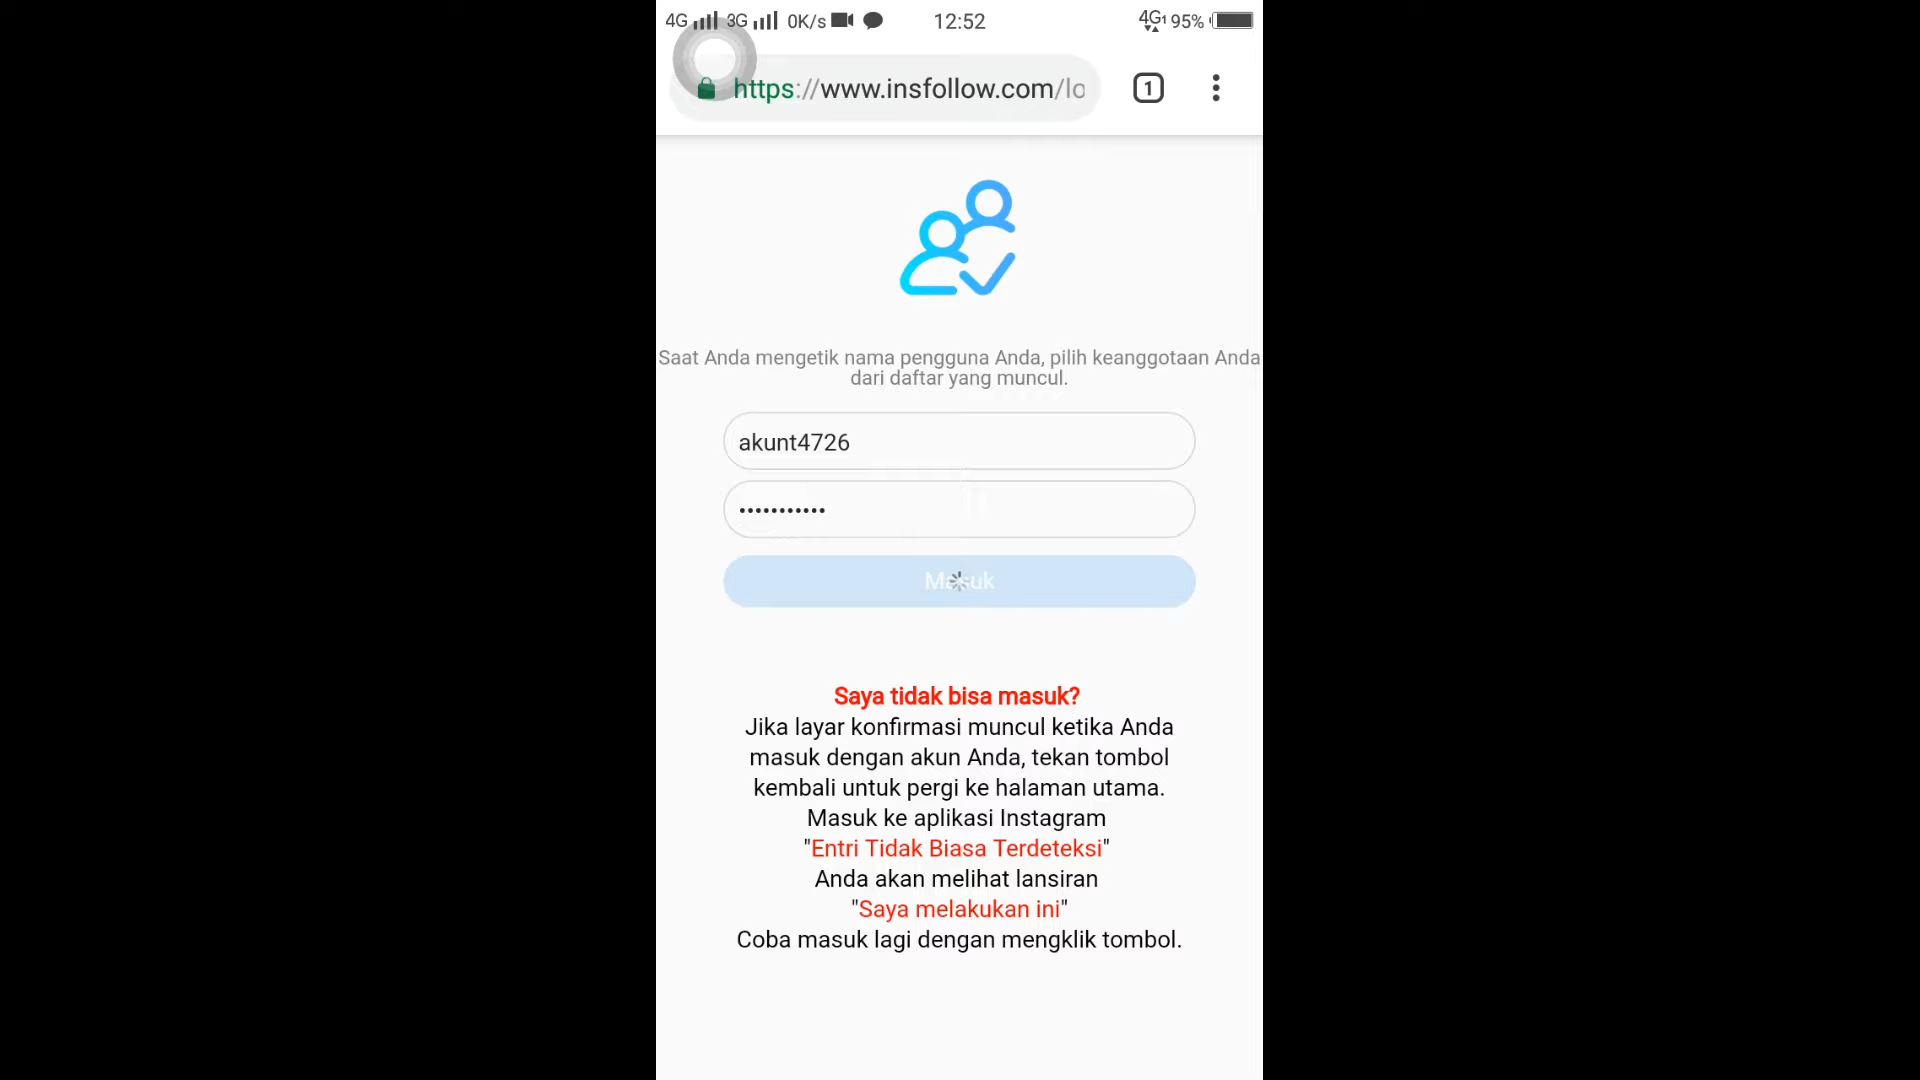 4G 3G 0K/s 12:52 4G 95%
https://www.insfollow.com/lo 1
Saat Anda mengetik nama pengguna Anda, pilih keanggotaan Anda
dari daftar yang muncul.
akunt4726
•••••••••••
Masuk
Saya tidak bisa masuk?
Jika layar konfirmasi muncul ketika Anda
masuk dengan akun Anda, tekan tombol
kembali untuk pergi ke halaman utama.
Masuk ke aplikasi Instagram
"Entri Tidak Biasa Terdeteksi"
Anda akan melihat lansiran
"Saya melakukan ini"
Coba masuk lagi dengan mengklik tombol.